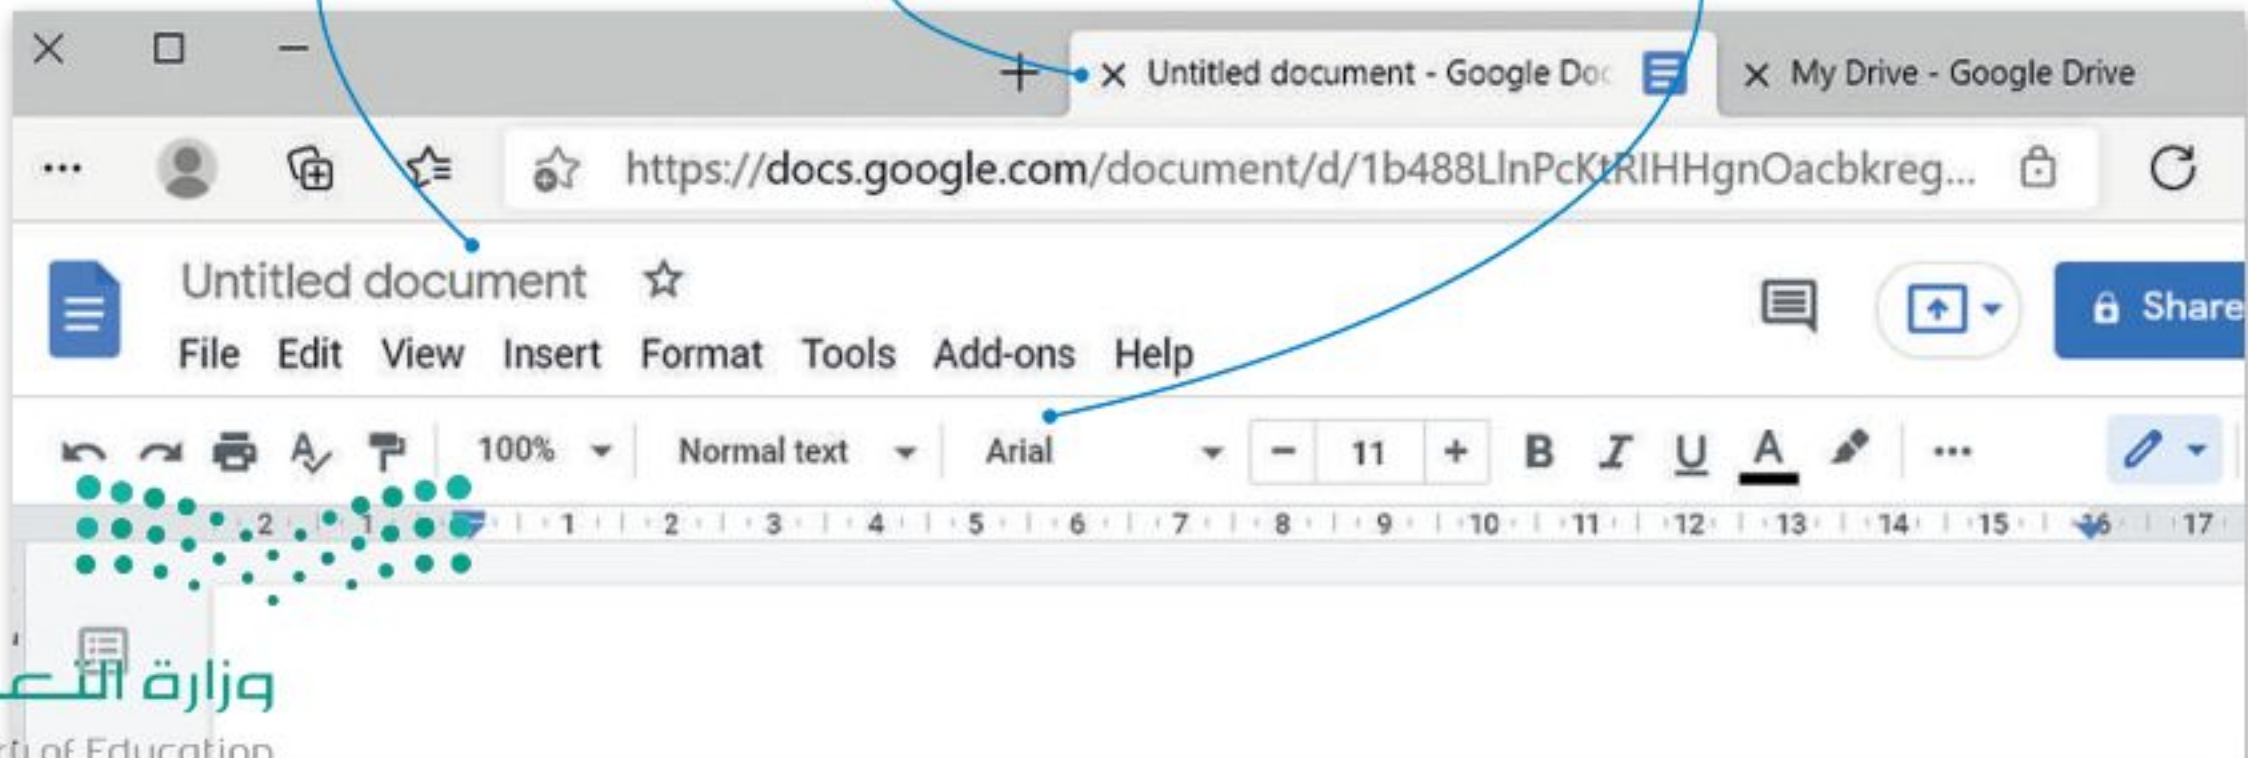 Untitled document - Google Doc
My Drive - Google Drive
https://docs.google.com/document/d/1b488LlnPcKtRIHHgnOacbkreg...
Untitled document
Share
File Edit View Insert Format Tools Add-ons Help
100% Normal text Arial - 11 + B I U A ...
2 1 1 2 3 4 5 6 7 8 9 10 11 12 13 14 15 16 17
وزارة
of Education